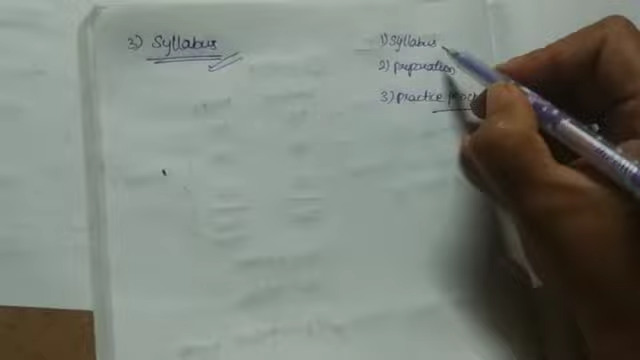 3) Syllabus
1) Syllabus
2) preparation
3) practice